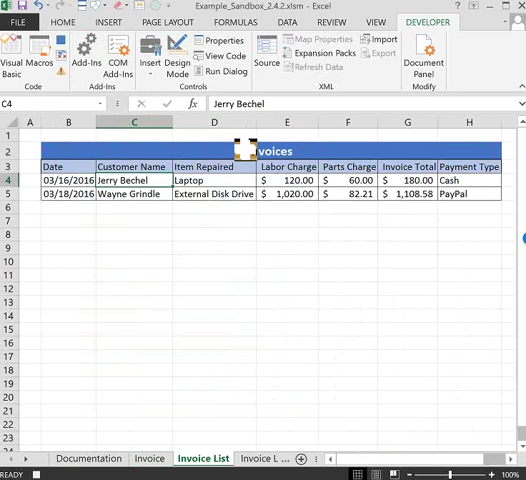 Example_Sandbox_2.4.2.xlsm - Excel
FILE HOME INSERT PAGE LAYOUT FORMULAS DATA REVIEW VIEW DEVELOPER
Visual Basic
Macros
Add-Ins
COM Add-Ins
Add-Ins
Insert
Design Mode
Properties
View Code
Run Dialog
Controls
Source
Map Properties
Expansion Packs
Refresh Data
Import
Export
XML
Document Panel
Modify
C4 fx Jerry Bechel
A B C D E F G H
1
2 voices
3 Date Customer Name Item Repaired Labor Charge Parts Charge Invoice Total Payment Type
4 03/16/2016 Jerry Bechel Laptop $ 120.00 $ 60.00 $ 180.00 Cash
5 03/18/2016 Wayne Grindle External Disk Drive $ 1,020.00 $ 82.21 $ 1,108.58 PayPal
6
7
8
9
10
11
12
13
14
15
16
17
18
19
20
21
22
23
Documentation Invoice Invoice List Invoice L ...
READY 100%